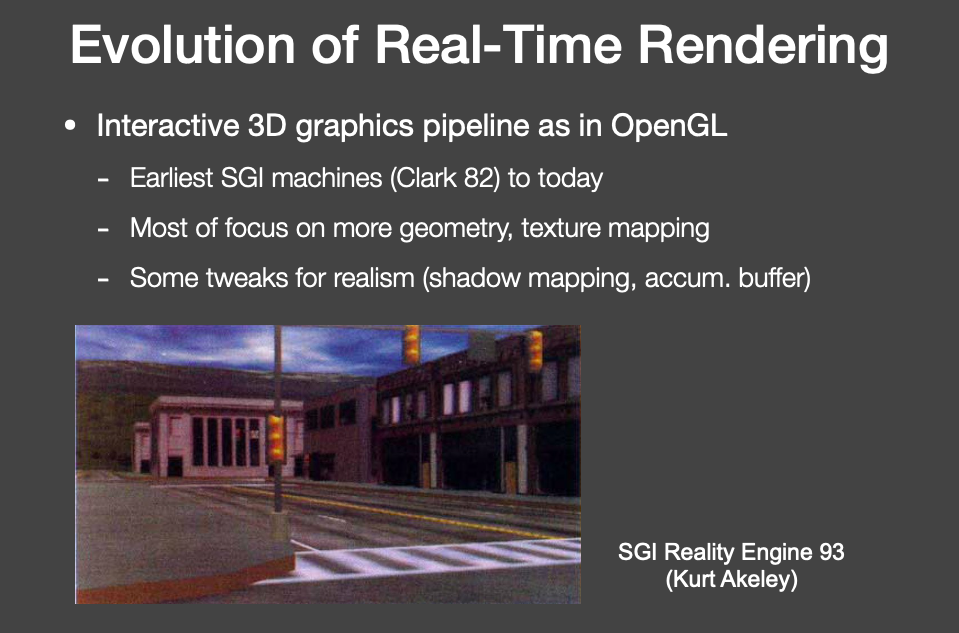 Evolution of Real-Time Rendering
• Interactive 3D graphics pipeline as in OpenGL
- Earliest SGI machines (Clark 82) to today
- Most of focus on more geometry, texture mapping
- Some tweaks for realism (shadow mapping, accum. buffer)
SGI Reality Engine 93
(Kurt Akeley)